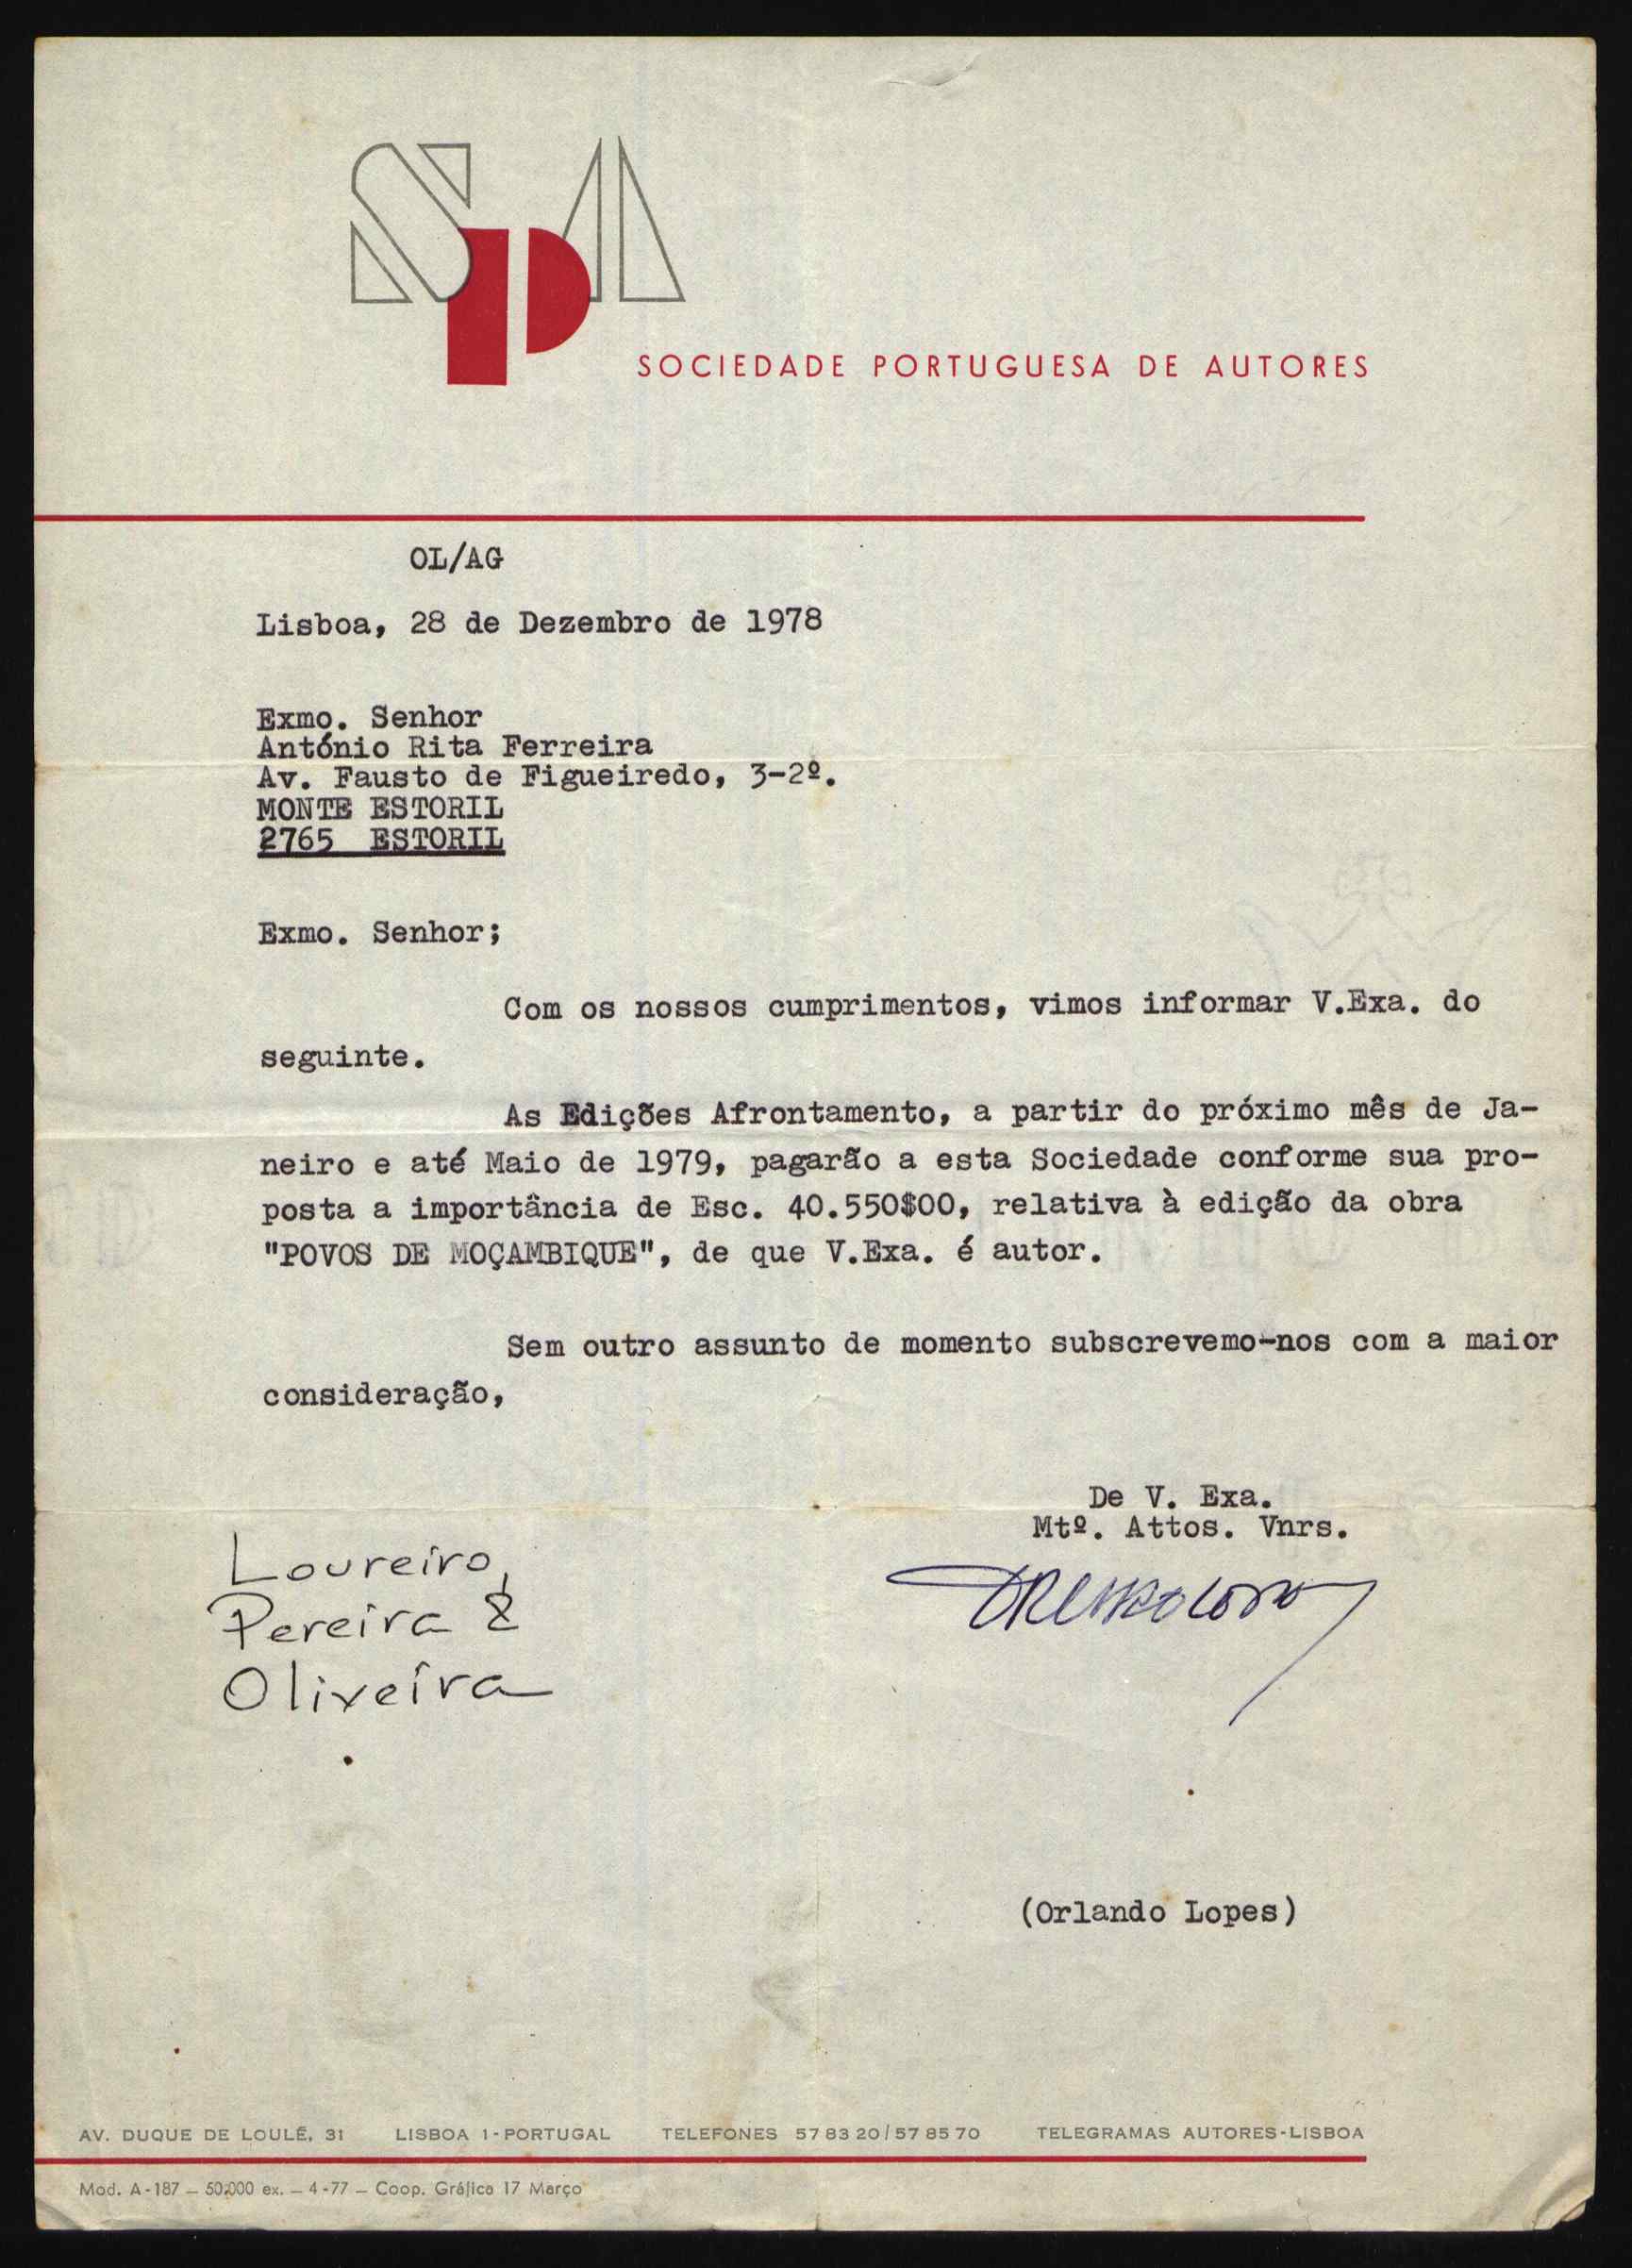 SPA
SOCIEDADE PORTUGUESA DE AUTORES
OL/AG
Lisboa, 28 de Dezembro de 1978
Exmo. Senhor
António Rita Ferreira
Av. Fausto de Figueiredo, 3-2º.
MONTE ESTORIL
2765 ESTORIL
Exmo. Senhor;
Com os nossos cumprimentos, vimos informar V.Exa. do
seguinte.
As Edições Afrontamento, a partir do próximo mês de Ja-
neiro e até Maio de 1979, pagarão a esta Sociedade conforme sua pro-
posta a importância de Esc. 40.550$00, relativa à edição da obra
"POVOS DE MOÇAMBIQUE", de que V.Exa. é autor.
Sem outro assunto de momento subscrevemo-nos com a maior
consideração,
De V. Exa.
Mtº. Attos. Vnrs.
Loureiro,
Pereira &
Oliveira
(Orlando Lopes)
AV. DUQUE DE LOULÉ, 31 LISBOA 1-PORTUGAL TELEFONES 57 83 20/57 85 70 TELEGRAMAS AUTORES-LISBOA
Mod. A-187 — 50.000 ex. — 4-77 — Coop. Gráfica 17 Março